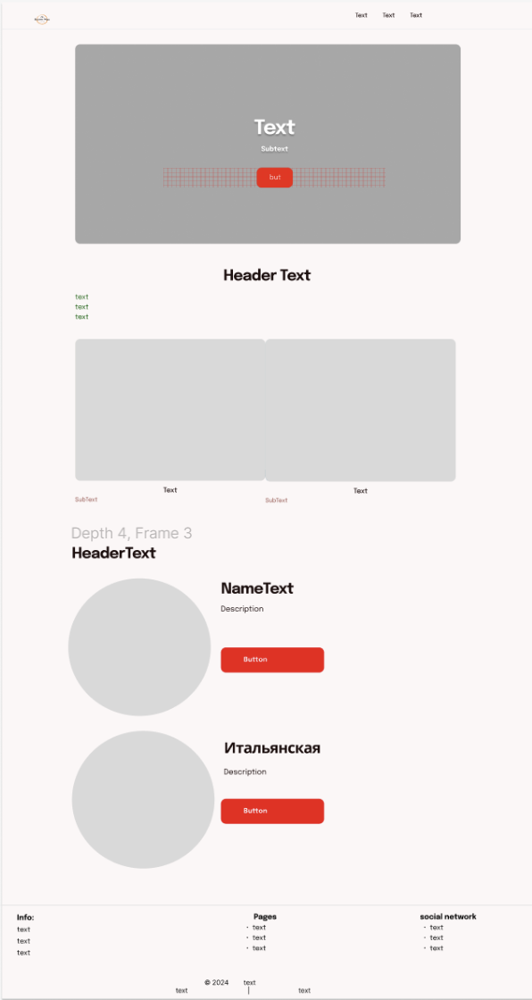 Text Text Text
Text
Subtext
but
Header Text
text
text
text
Text Text
SubText SubText
Depth 4, Frame 3
HeaderText
NameText
Description
Button
Итальянская
Description
Button
Info: Pages social network
text · text · text
text · text · text
text · text · text
© 2024 text
text | text